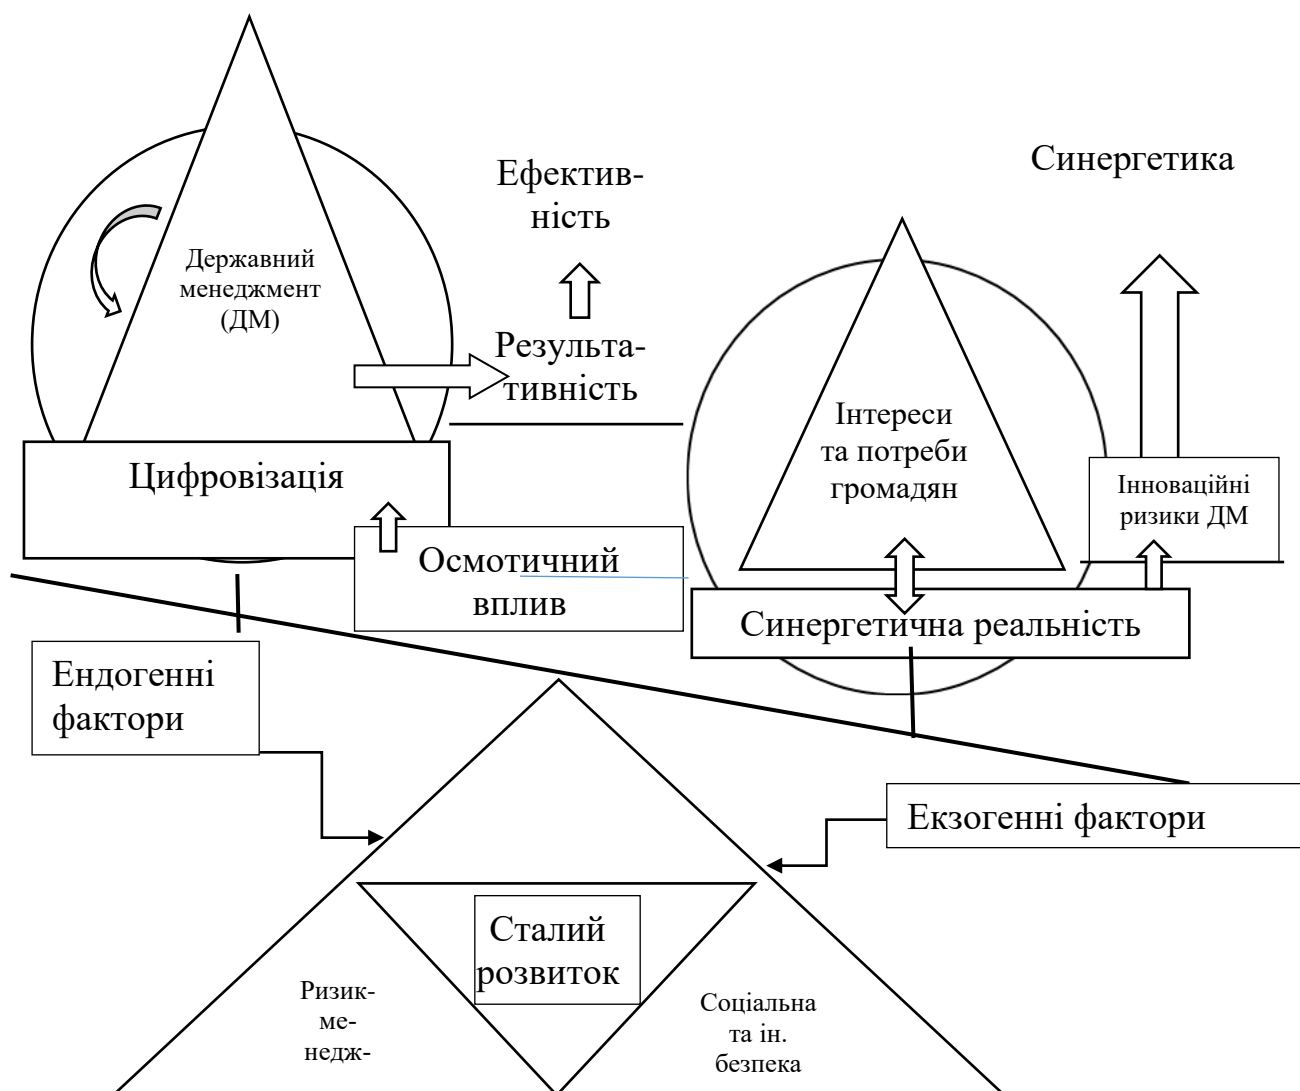 Синергетика
Ефектив-
ність
Державний
менеджмент
(ДМ)
Результа-
тивність
Інтереси
та потреби
громадян
Цифровізація
Інноваційні
ризики ДМ
Осмотичний
вплив
Синергетична реальність
Ендогенні
фактори
Екзогенні фактори
Сталий
розвиток
Ризик-
ме-
недж-
Соціальна
та ін.
безпека